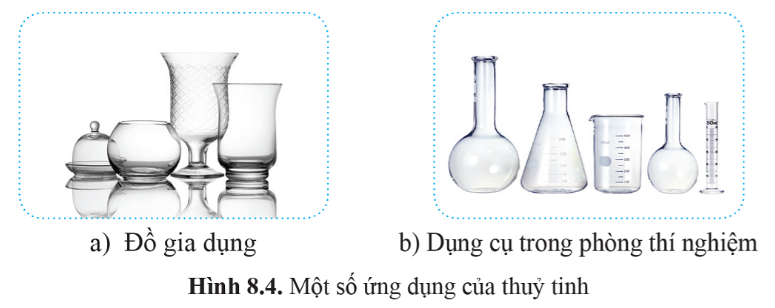 a) Đồ gia dụng
b) Dụng cụ trong phòng thí nghiệm
Hình 8.4. Một số ứng dụng của thuỷ tinh